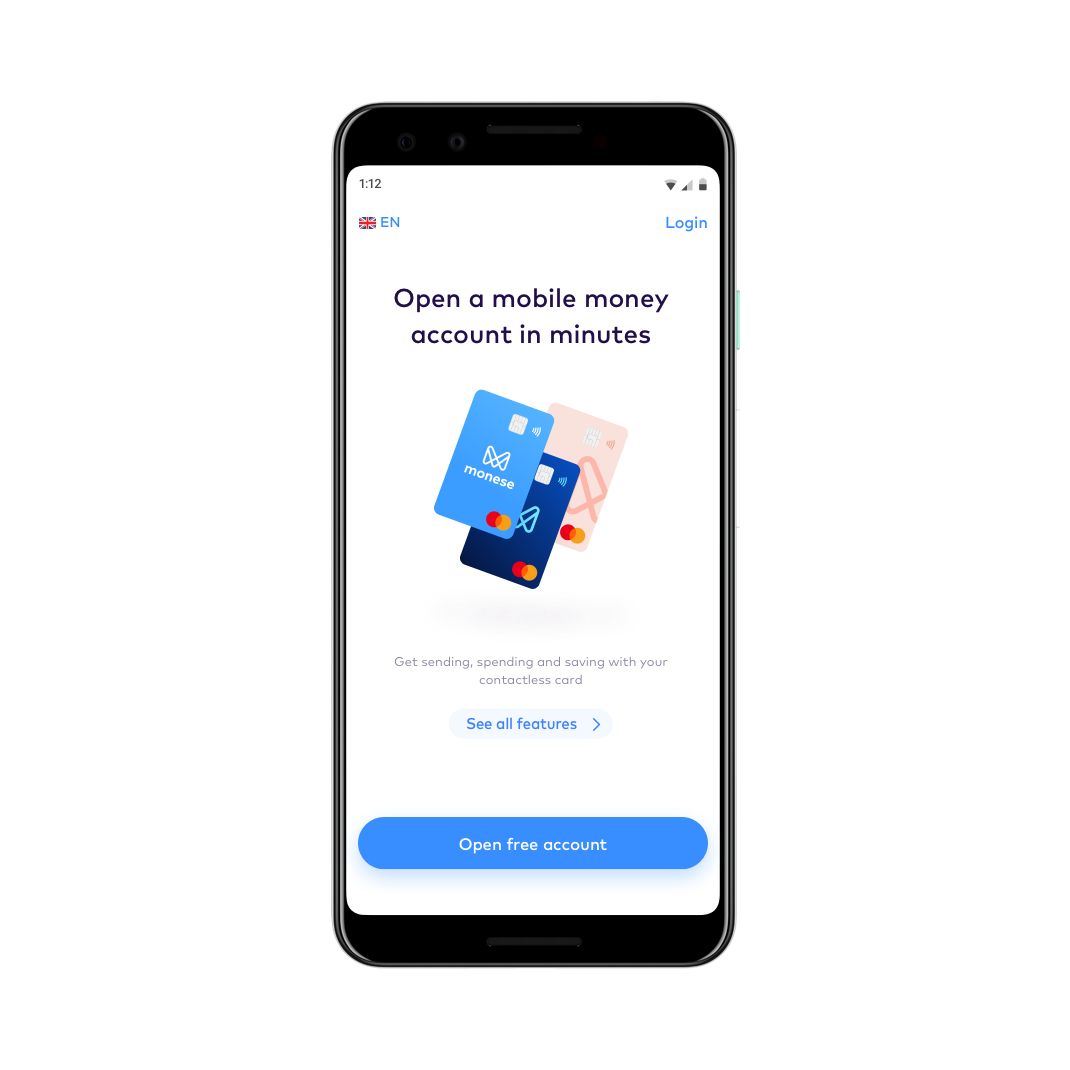 1:12
EN
Login
Open a mobile money
account in minutes
monese
Get sending, spending and saving with your
contactless card
See all features
Open free account